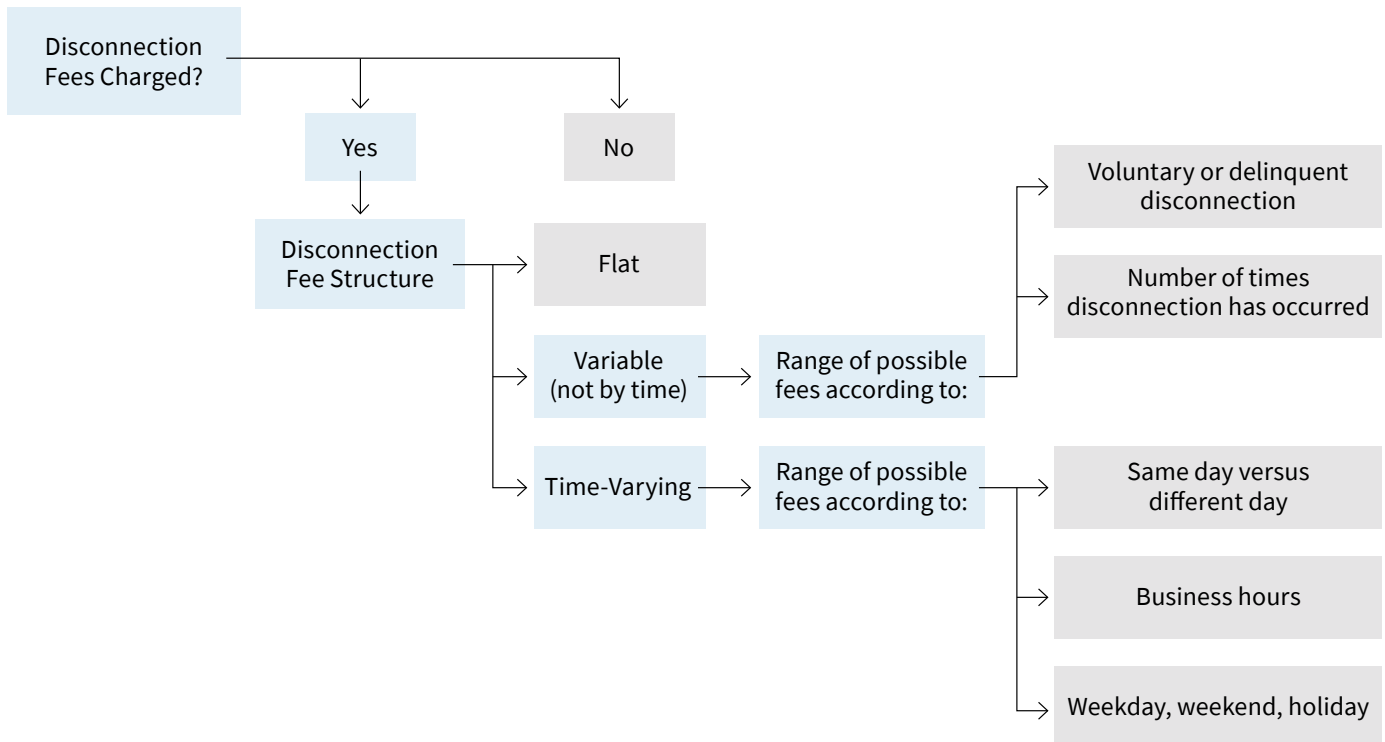 Disconnection
Fees Charged?
Yes
No
Disconnection
Fee Structure
Flat
Variable
(not by time)
Range of possible
fees according to:
Voluntary or delinquent
disconnection
Number of times
disconnection has occurred
Time-Varying
Range of possible
fees according to:
Same day versus
different day
Business hours
Weekday, weekend, holiday